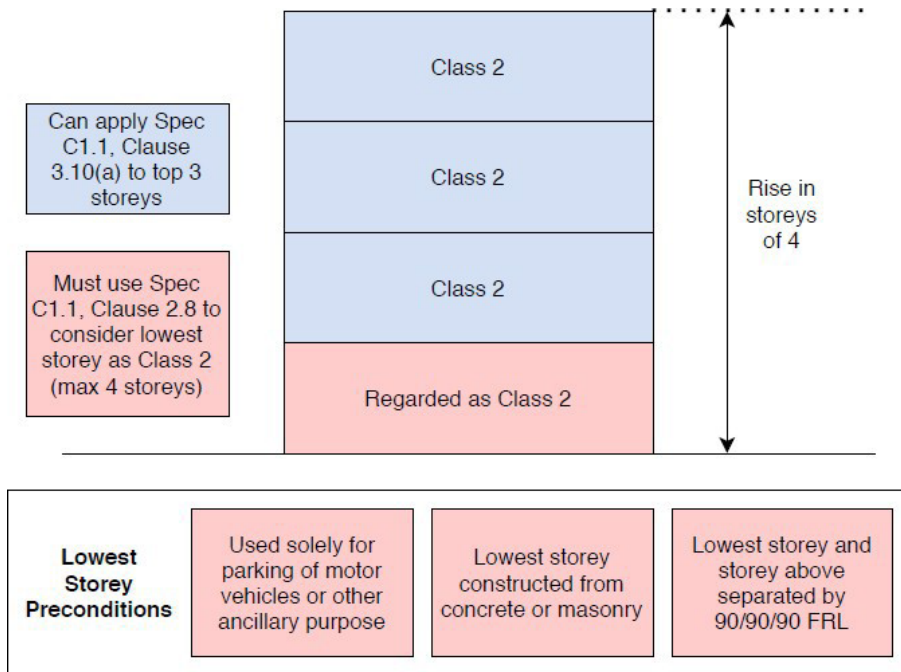 Class 2
Can apply Spec
C1.1, Clause
3.10(a) to top 3
storeys
Class 2
Rise in
storeys
of 4
Must use Spec
C1.1, Clause 2.8 to
consider lowest
storey as Class 2
(max 4 storeys)
Class 2
Regarded as Class 2
Lowest
Storey
Preconditions
Used solely for
parking of motor
vehicles or other
ancillary purpose
Lowest storey
constructed from
concrete or masonry
Lowest storey and
storey above
separated by
90/90/90 FRL